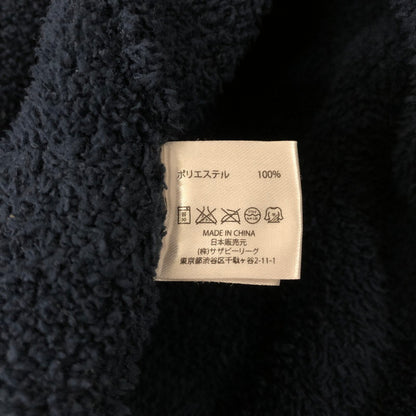 ポリエステル 100%
MADE IN CHINA
日本販売元
(株)サザビーリーグ
東京都渋谷区千駄ヶ谷2-11-1